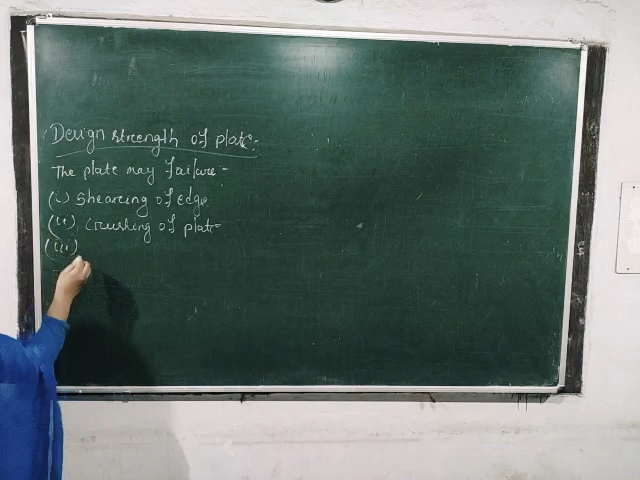 Design strength of plate:-
The plate may failure -
(i) Shearing of edge
(ii) Crushing of plate
(iii)